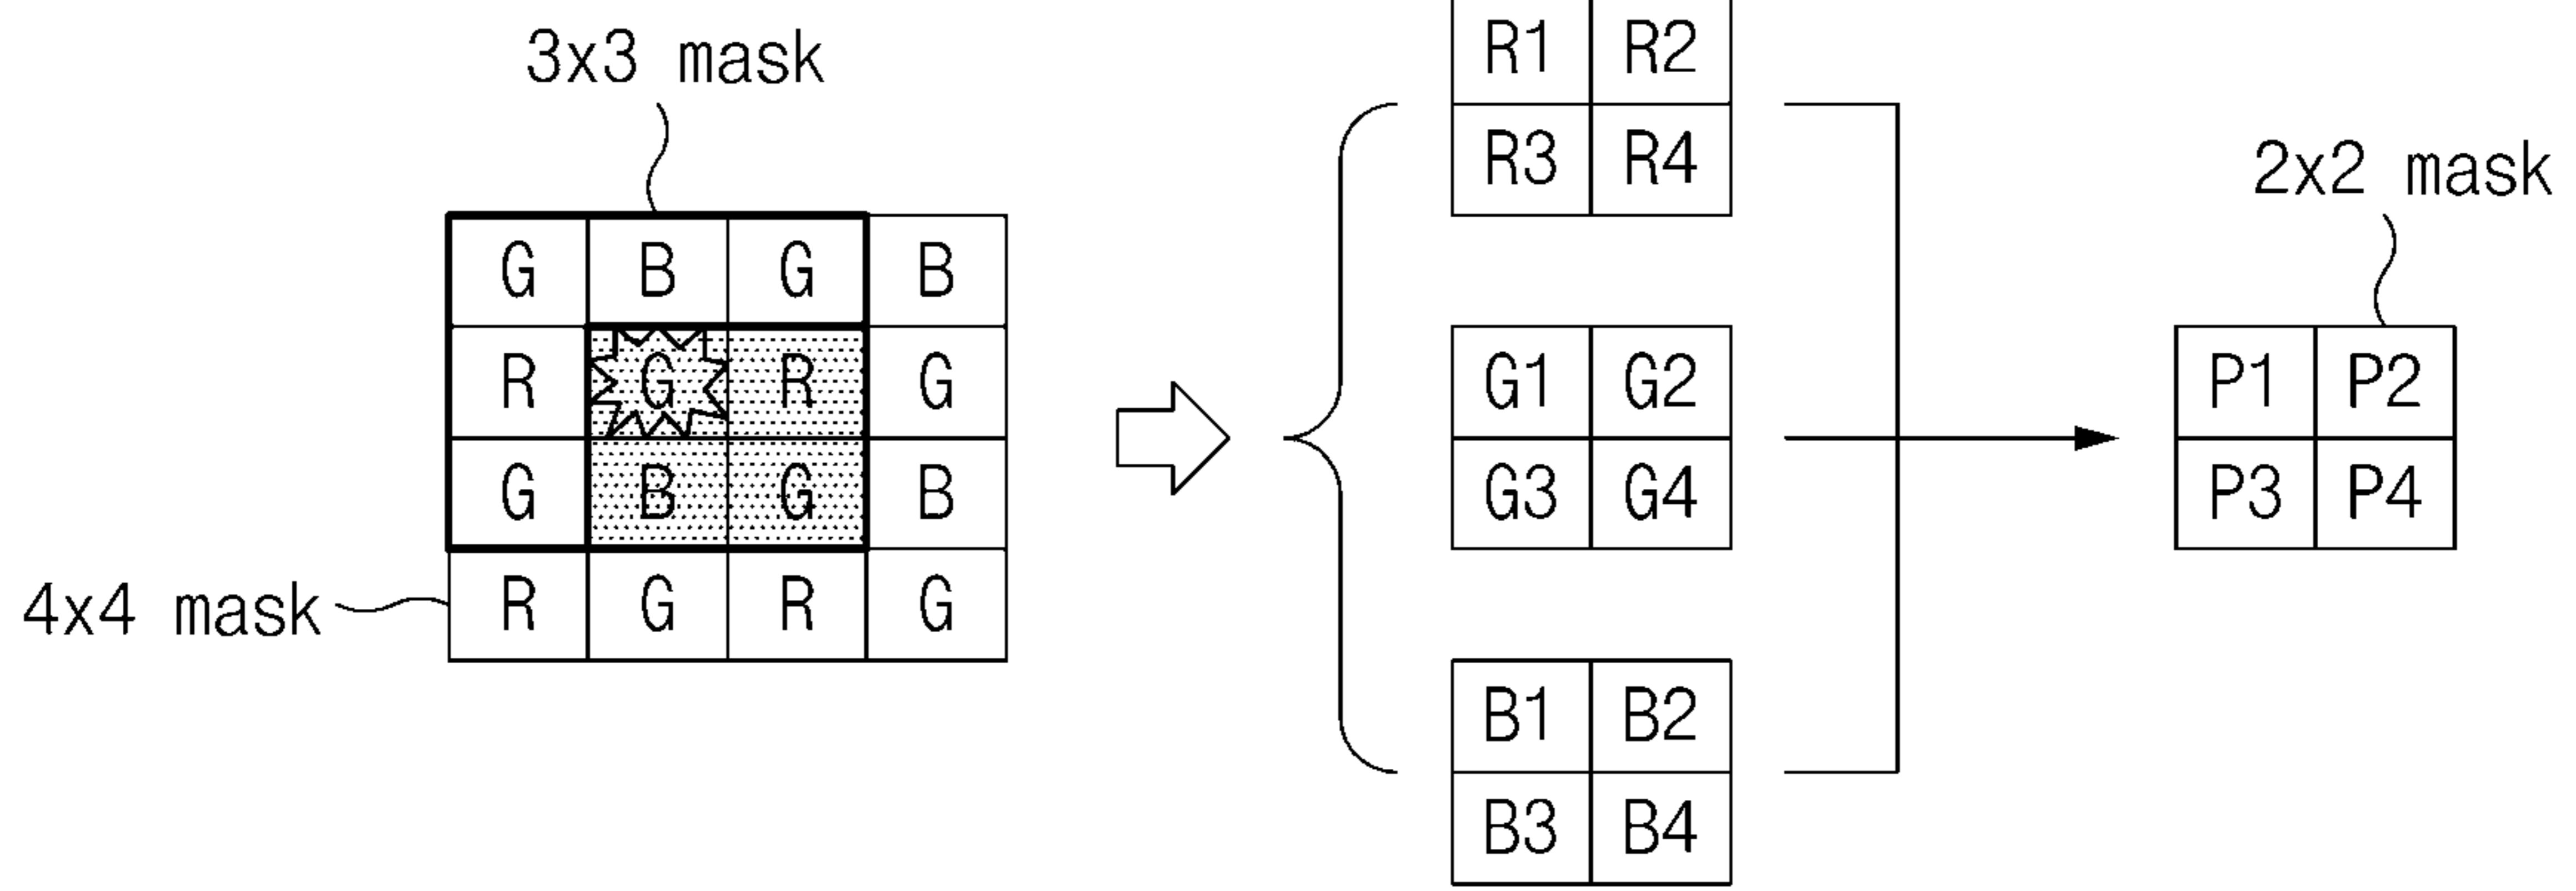 3x3 mask
G B G B
R G R G
G B G B
R G R G
4x4 mask
R1 R2
R3 R4
G1 G2
G3 G4
B1 B2
B3 B4
2x2 mask
P1 P2
P3 P4